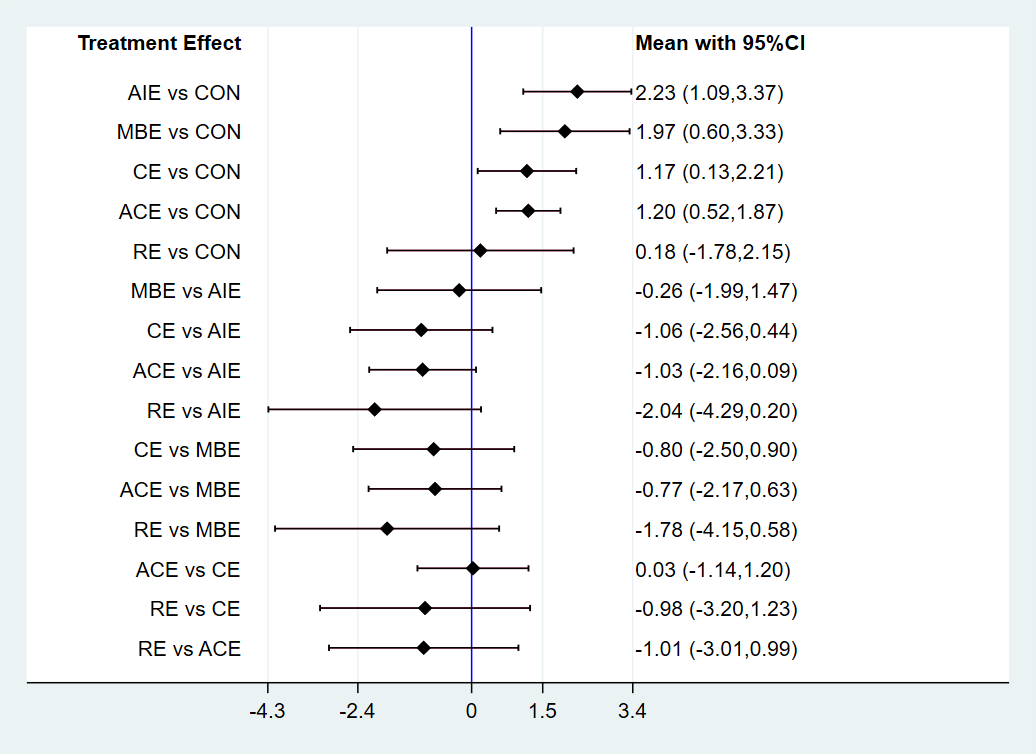 Treatment Effect Mean with 95%CI
AIE vs CON 2.23 (1.09,3.37)
MBE vs CON 1.97 (0.60,3.33)
CE vs CON 1.17 (0.13,2.21)
ACE vs CON 1.20 (0.52,1.87)
RE vs CON 0.18 (-1.78,2.15)
MBE vs AIE -0.26 (-1.99,1.47)
CE vs AIE -1.06 (-2.56,0.44)
ACE vs AIE -1.03 (-2.16,0.09)
RE vs AIE -2.04 (-4.29,0.20)
CE vs MBE -0.80 (-2.50,0.90)
ACE vs MBE -0.77 (-2.17,0.63)
RE vs MBE -1.78 (-4.15,0.58)
ACE vs CE 0.03 (-1.14,1.20)
RE vs CE -0.98 (-3.20,1.23)
RE vs ACE -1.01 (-3.01,0.99)
-4.3 -2.4 0 1.5 3.4